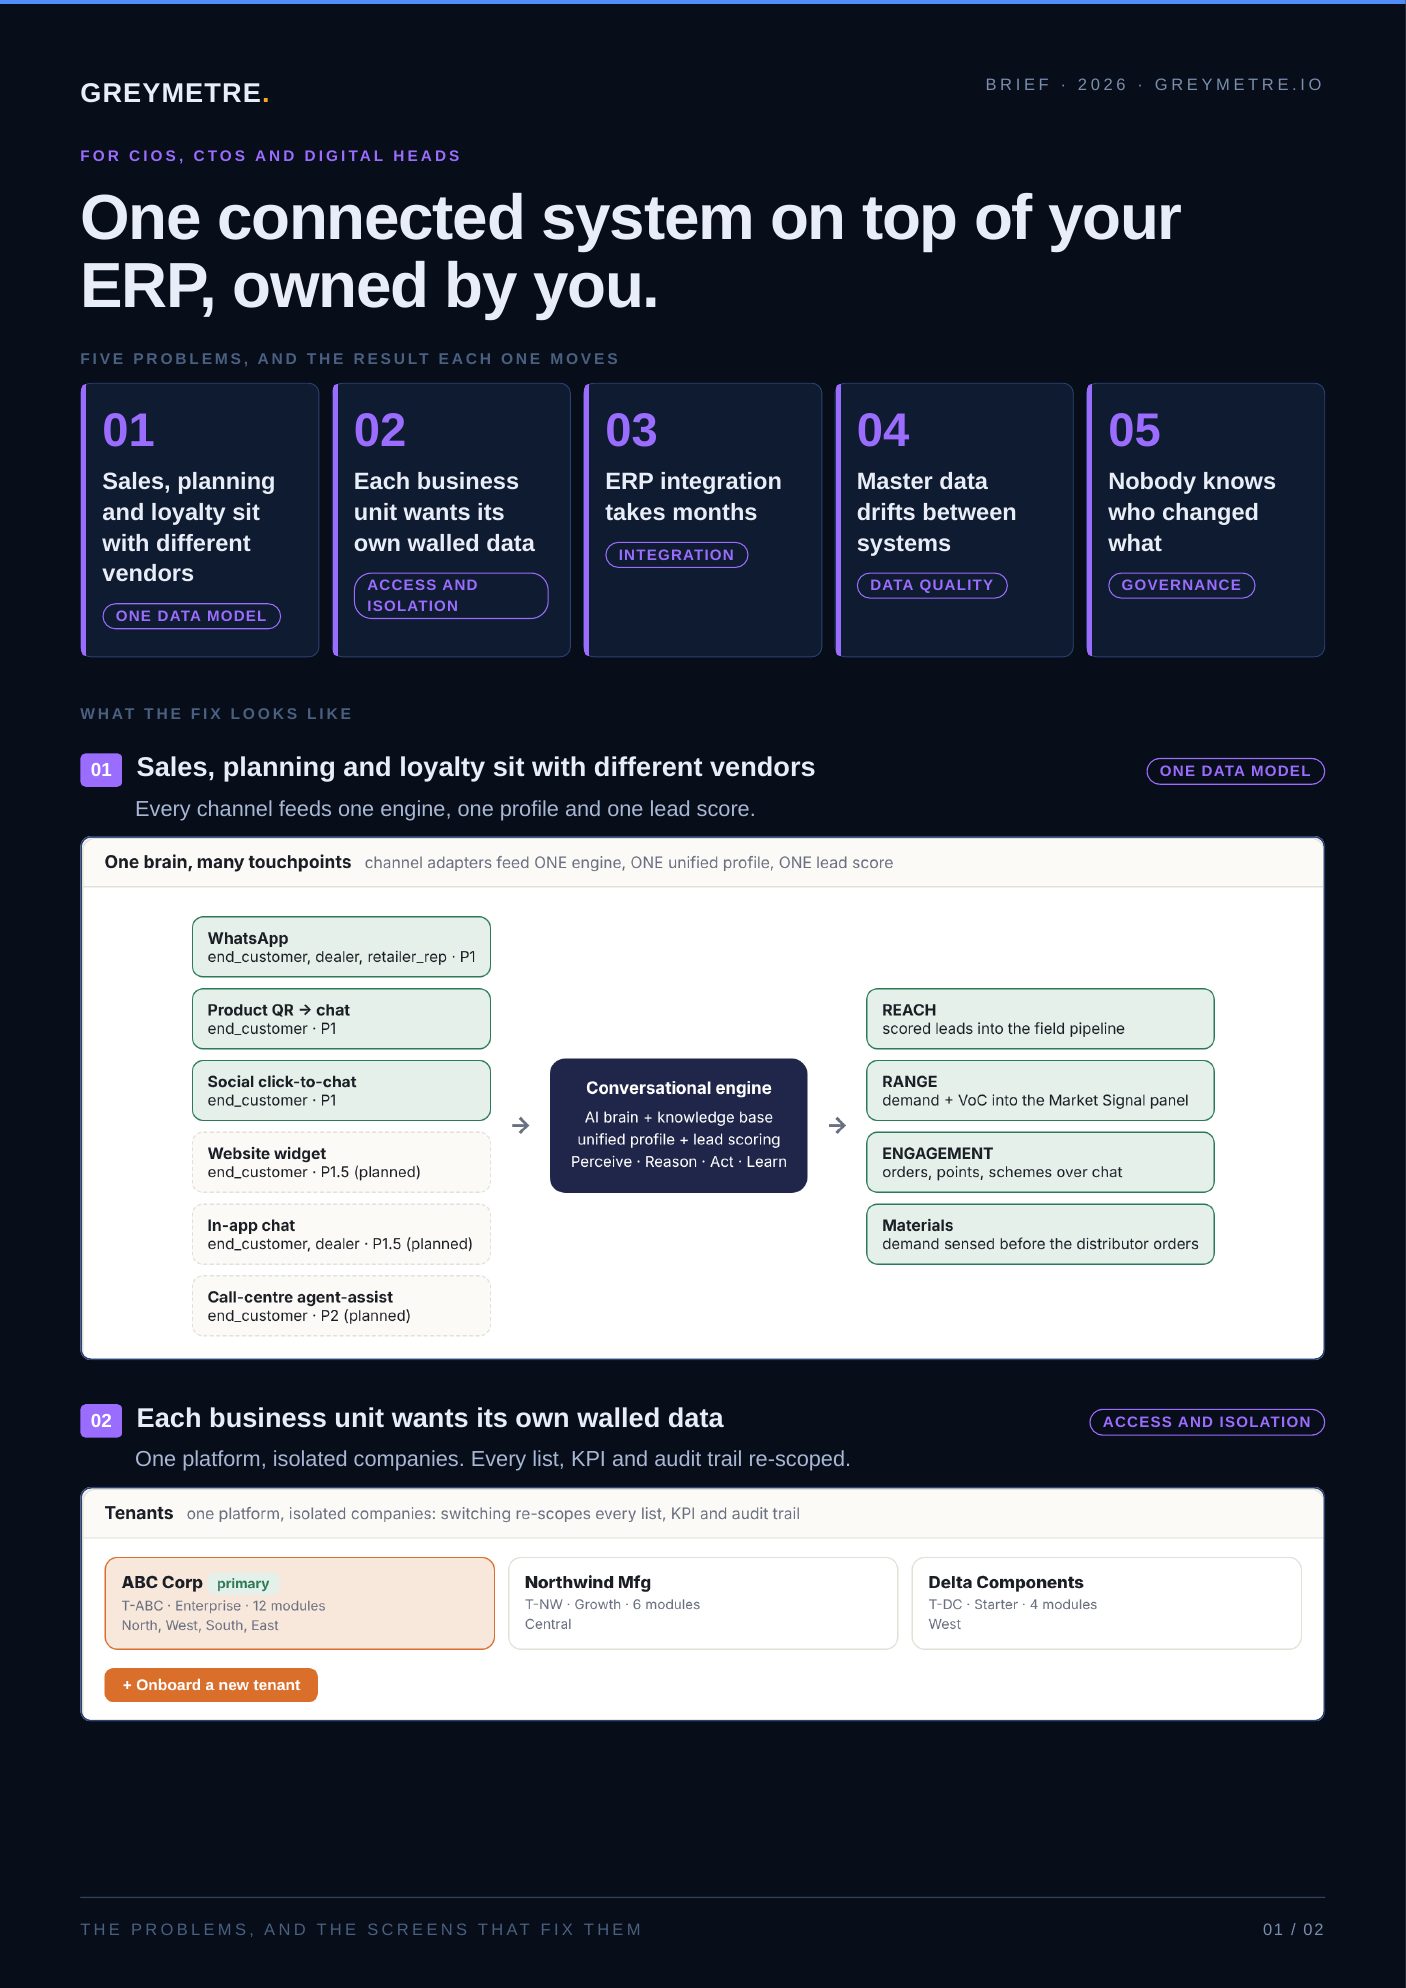 GREYMETRE.
BRIEF · 2026 · GREYMETRE.IO
FOR CIOS, CTOS AND DIGITAL HEADS
One connected system on top of your
ERP, owned by you.
FIVE PROBLEMS, AND THE RESULT EACH ONE MOVES
01
Sales, planning
and loyalty sit
with different
vendors
ONE DATA MODEL
02
Each business
unit wants its
own walled data
ACCESS AND
ISOLATION
03
ERP integration
takes months
INTEGRATION
04
Master data
drifts between
systems
DATA QUALITY
05
Nobody knows
who changed
what
GOVERNANCE
WHAT THE FIX LOOKS LIKE
01 Sales, planning and loyalty sit with different vendors
ONE DATA MODEL
Every channel feeds one engine, one profile and one lead score.
One brain, many touchpoints channel adapters feed ONE engine, ONE unified profile, ONE lead score
WhatsApp
end_customer, dealer, retailer_rep · P1
Product QR → chat
end_customer · P1
Social click-to-chat
end_customer · P1
Website widget
end_customer · P1.5 (planned)
In-app chat
end_customer, dealer · P1.5 (planned)
Call-centre agent-assist
end_customer · P2 (planned)
→
Conversational engine
AI brain + knowledge base
unified profile + lead scoring
Perceive · Reason · Act · Learn
→
REACH
scored leads into the field pipeline
RANGE
demand + VoC into the Market Signal panel
ENGAGEMENT
orders, points, schemes over chat
Materials
demand sensed before the distributor orders
02 Each business unit wants its own walled data
ACCESS AND ISOLATION
One platform, isolated companies. Every list, KPI and audit trail re-scoped.
Tenants one platform, isolated companies: switching re-scopes every list, KPI and audit trail
ABC Corp primary
T-ABC · Enterprise · 12 modules
North, West, South, East
Northwind Mfg
T-NW · Growth · 6 modules
Central
Delta Components
T-DC · Starter · 4 modules
West
+ Onboard a new tenant
THE PROBLEMS, AND THE SCREENS THAT FIX THEM
01 / 02